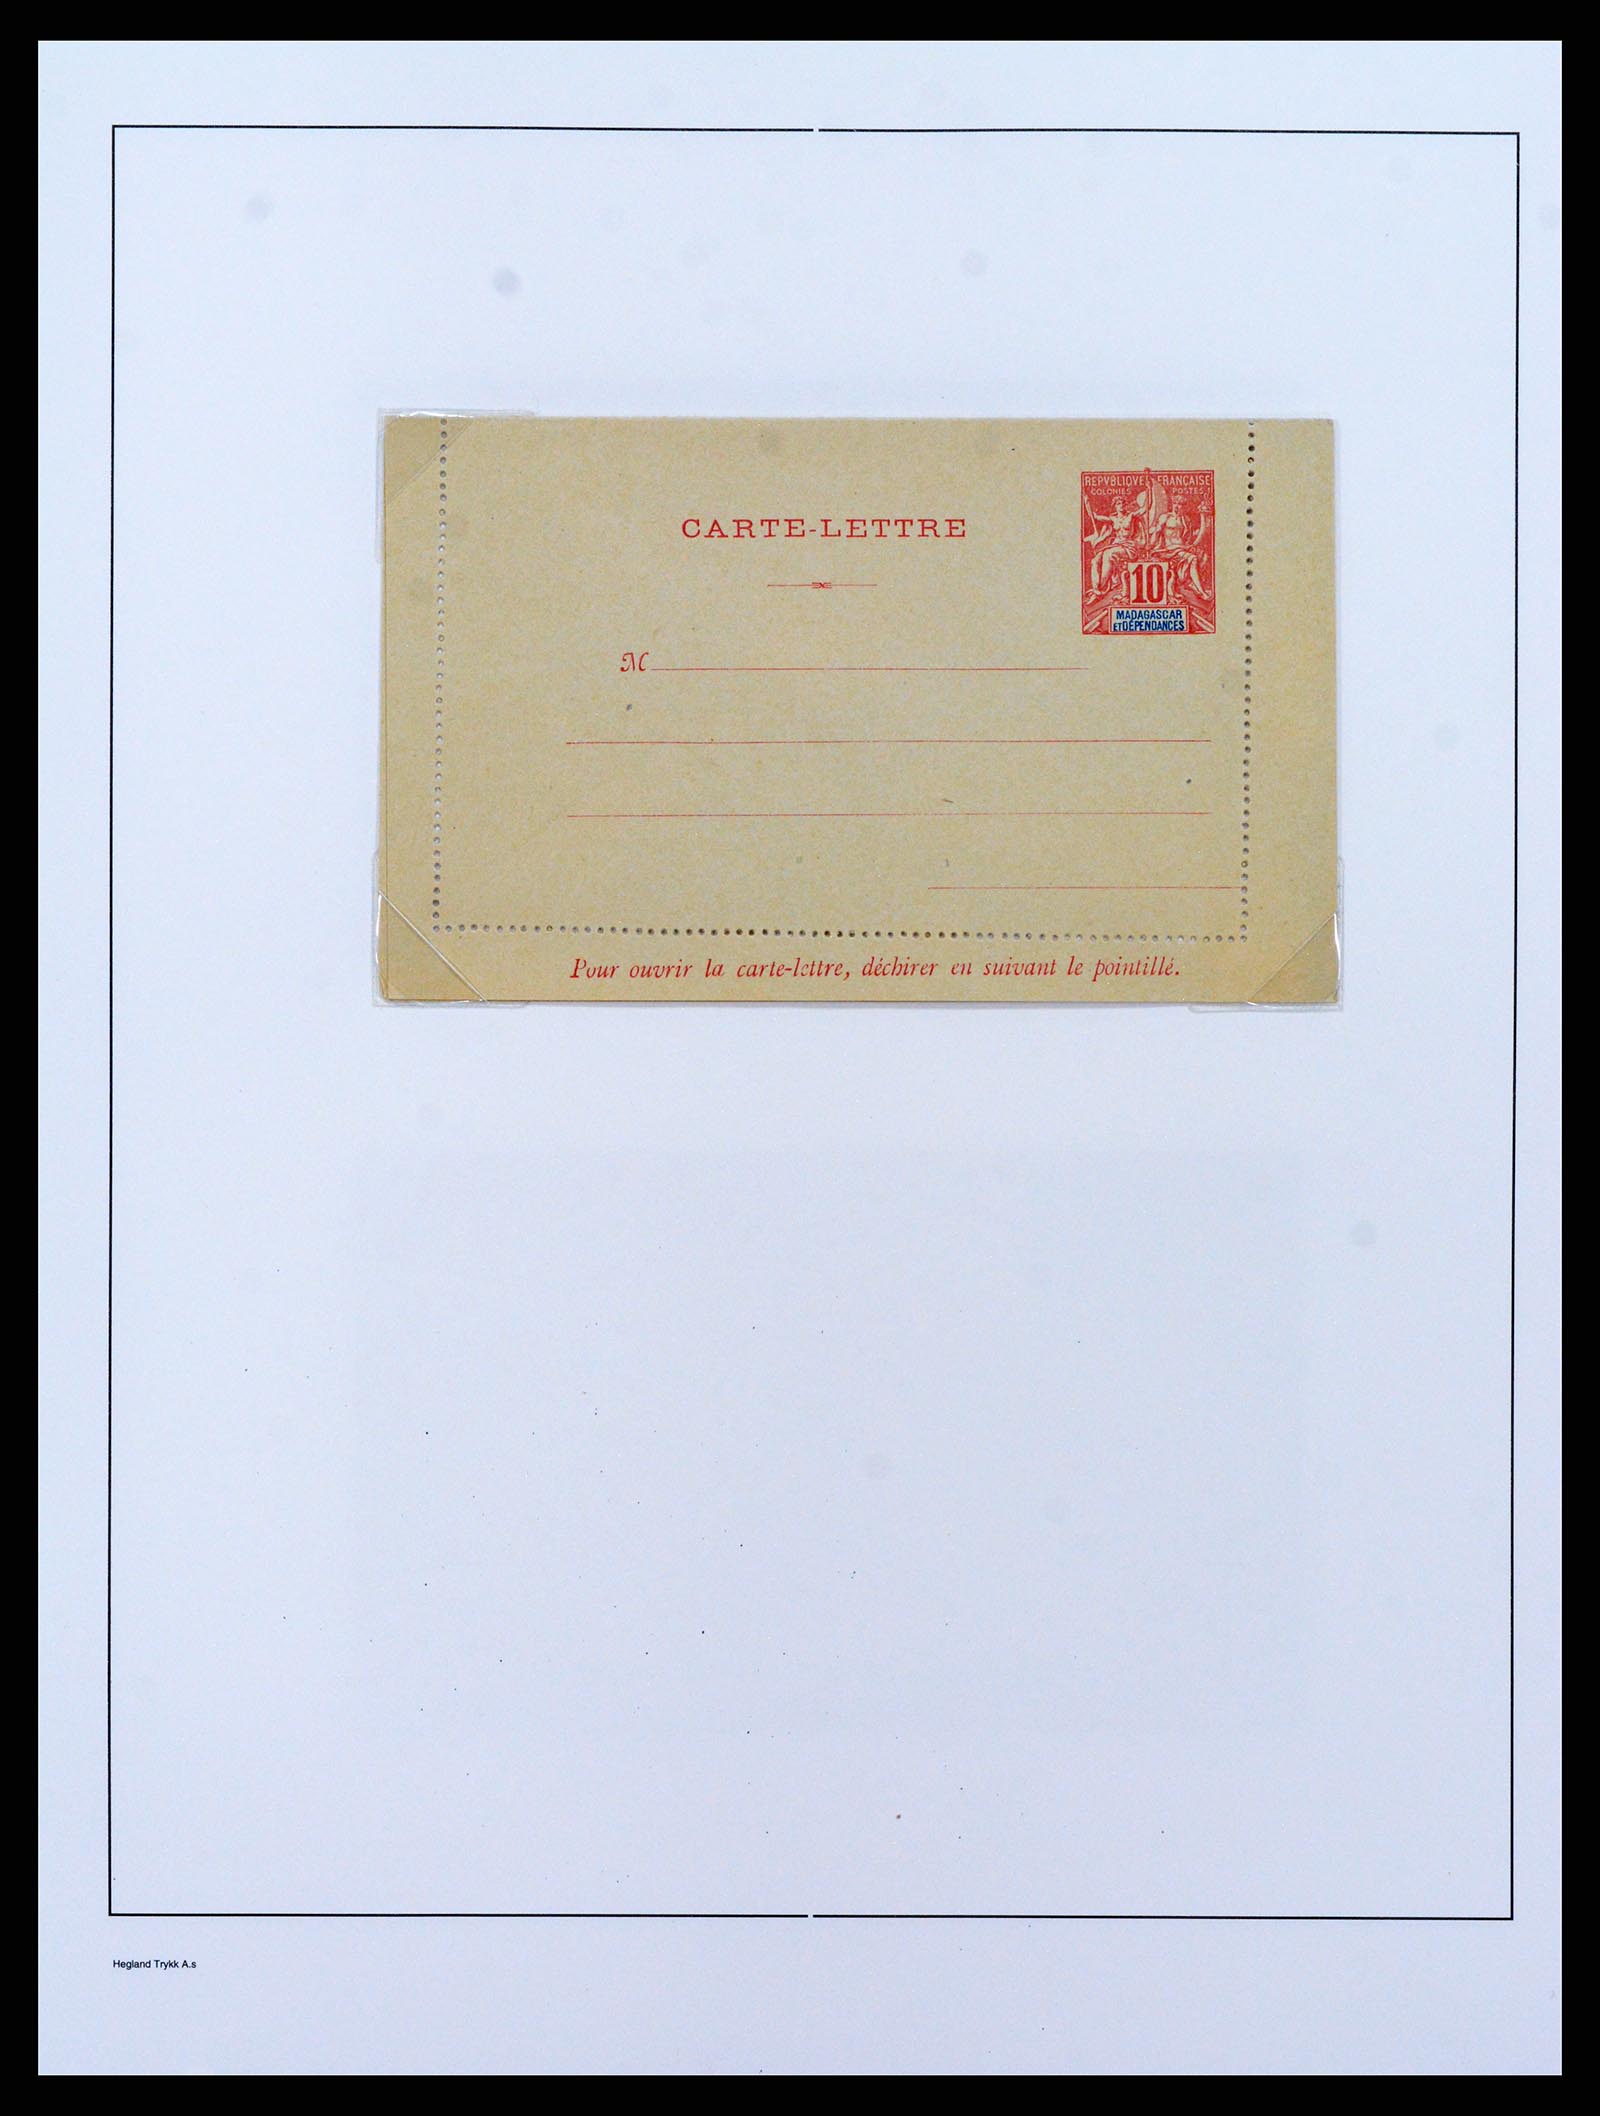 REPVBLIQVE FRANÇAISE
COLONIES POSTES
CARTE-LETTRE
10
MADAGASCAR
ET DÉPENDANCES
M
Pour ouvrir la carte-lettre, déchirer en suivant le pointillé.
Hegland Trykk A.s